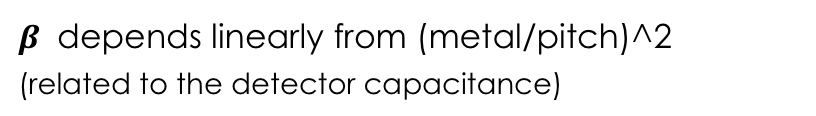 β depends linearly from (metal/pitch)^2
(related to the detector capacitance)